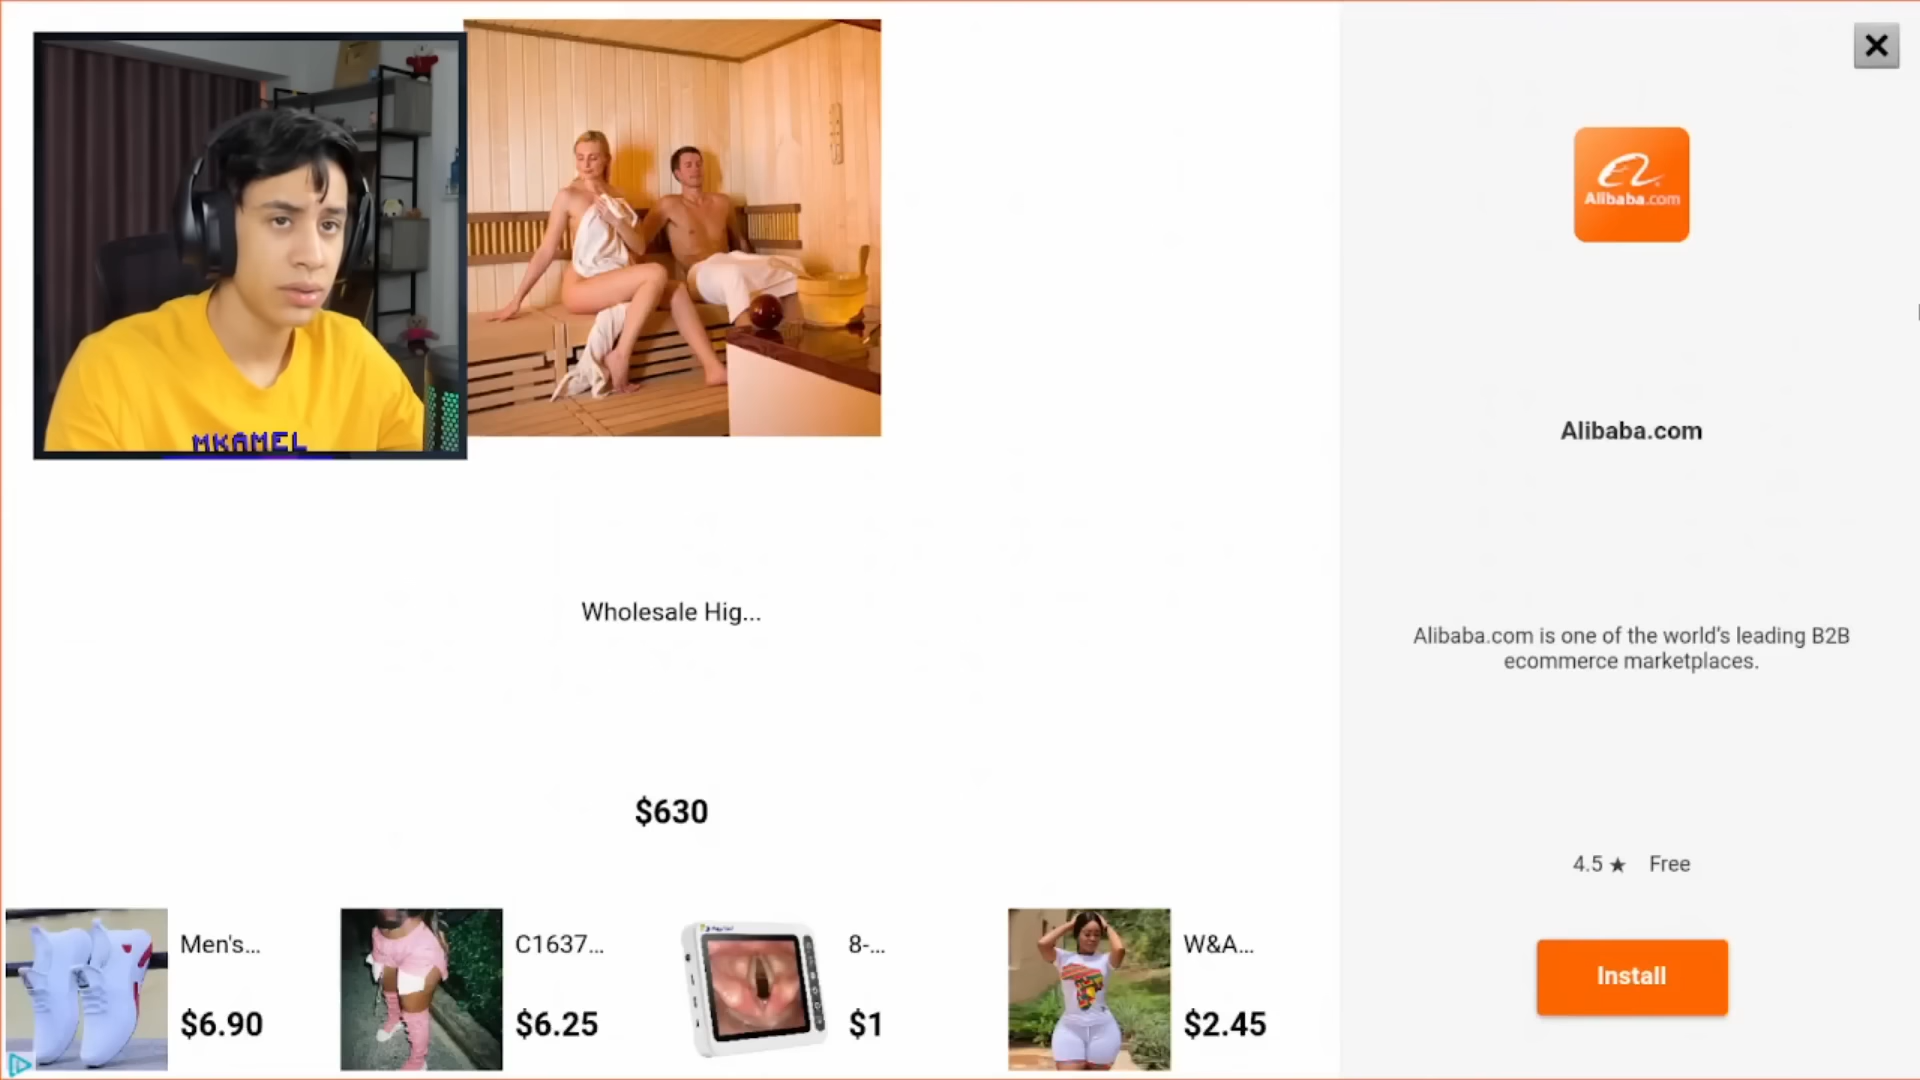 Alibaba.com
MKAMEL
Alibaba.com
Wholesale Hig...
Alibaba.com is one of the world's leading B2B
ecommerce marketplaces.
$630
4.5 ★ Free
Install
Men's...
$6.90
C1637...
$6.25
8-...
$1
W&A...
$2.45